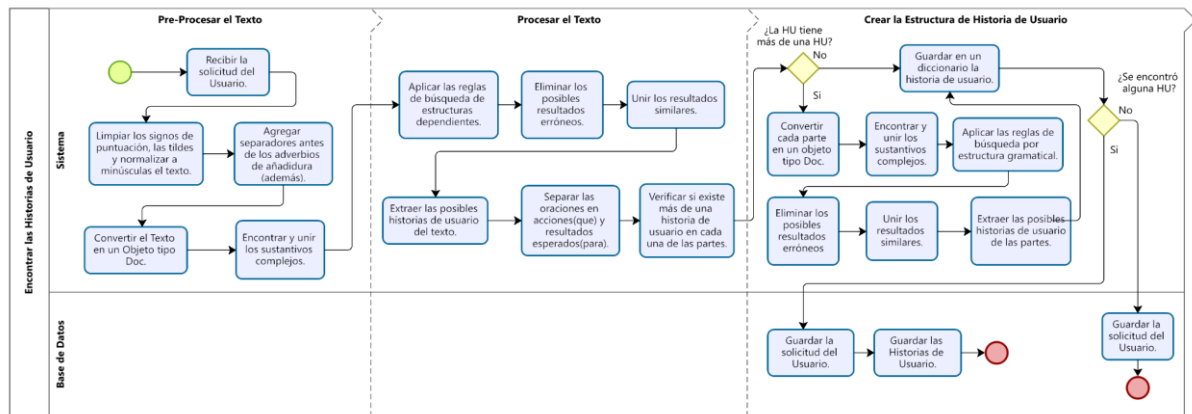 Pre-Procesar el Texto
Procesar el Texto
Crear la Estructura de Historia de Usuario
Encontrar las Historias de Usuario
Sistema
Recibir la
solicitud del
Usuario.
Limpiar los signos de
puntuación, las tildes
y normalizar a
minúsculas el texto.
Agregar
separadores antes
de los adverbios de
añadidura
(además).
Convertir el Texto
en un Objeto tipo
Doc.
Encontrar y unir
los sustantivos
complejos.
Aplicar las reglas
de búsqueda de
estructuras
dependientes.
Eliminar los
posibles
resultados
erróneos.
Unir los resultados
similares.
Extraer las posibles
historias de usuario
del texto.
Separar las
oraciones en
acciones(que) y
resultados
esperados(para).
Verificar si existe
más de una
historia de
usuario en cada
una de las partes.
¿La HU tiene
más de una HU?
No
Si
Guardar en un
diccionario la
historia de usuario.
¿Se encontró
alguna HU?
No
Si
Convertir
cada parte
en un objeto
tipo Doc.
Encontrar y
unir los
sustantivos
complejos.
Aplicar las reglas de
búsqueda por
estructura gramatical.
Eliminar los
posibles
resultados
erróneos
Unir los
resultados
similares.
Extraer las posibles
historias de usuario
de las partes.
Base de Datos
Guardar la
solicitud del
Usuario.
Guardar las
Historias de
Usuario.
Guardar la
solicitud del
Usuario.